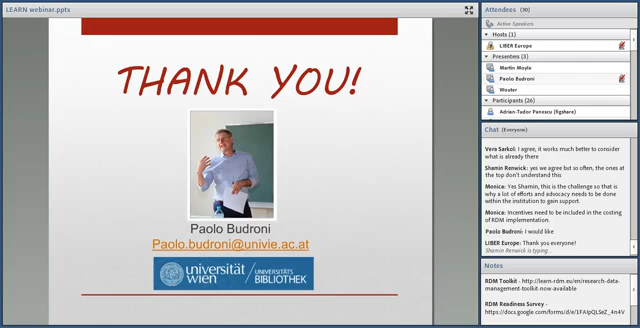 LEARN webinar.pptx
THANK YOU!
Paolo Budroni
Paolo.budroni@univie.ac.at
universität
wien
UNIVERSITÄTS
BIBLIOTHEK
Attendees (30)
Active Speakers
Hosts (1)
LIBER Europe
Presenters (3)
Martin Moyle
Paolo Budroni
Wouter
Participants (26)
Adrian-Tudor Panescu (figshare)
Chat (Everyone)
Vera Sarkol: I agree, it works much better to consider
what is already there
Shamin Renwick: yes we agree but so often, the ones at
the top don't understand this
Monica: Yes Shamin, this is the challenge so that is
why a lot of efforts and advocacy needs to be done
within the institution to gain support.
Monica: Incentives need to be included in the costing
of RDM implementation.
Paolo Budroni: I would like
LIBER Europe: Thank you everyone!
Shamin Renwick is typing...
Notes
RDM Toolkit - http://learn-rdm.eu/en/research-data-
management-toolkit-now-available
RDM Readiness Survey -
https://docs.google.com/forms/d/e/1FAIpQLSeZ_4n4V